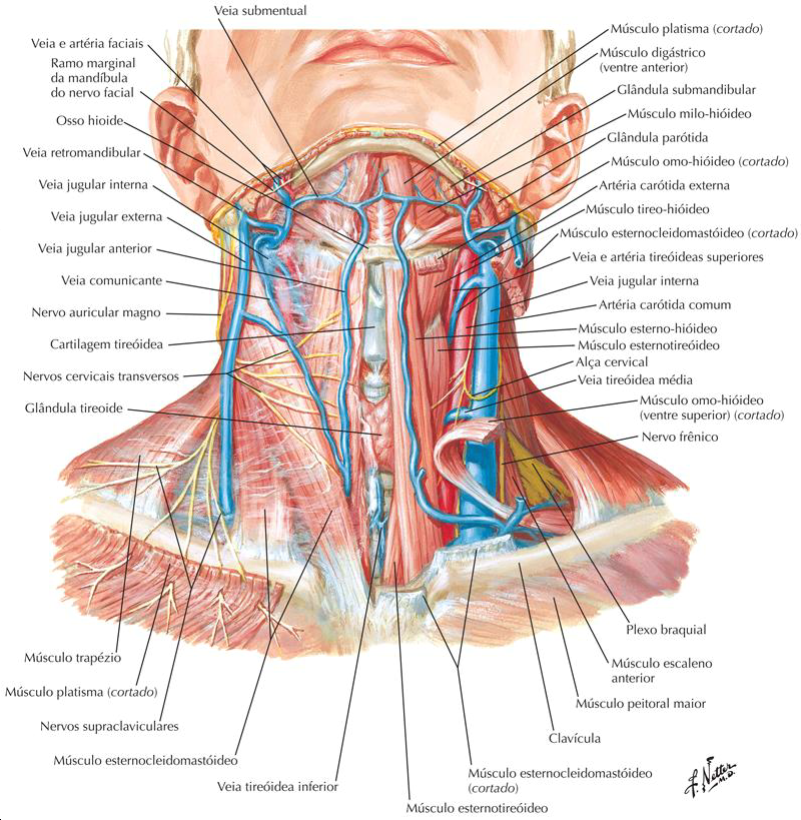 Veia submentual
Veia e artéria faciais
Ramo marginal
da mandíbula
do nervo facial
Osso hioide
Veia retromandibular
Veia jugular interna
Veia jugular externa
Veia jugular anterior
Veia comunicante
Nervo auricular magno
Cartilagem tireóidea
Nervos cervicais transversos
Glândula tireoide
Músculo platisma (cortado)
Músculo digástrico
(ventre anterior)
Glândula submandibular
Músculo milo-hióideo
Glândula parótida
Músculo omo-hióideo (cortado)
Artéria carótida externa
Músculo tireo-hióideo
Músculo esternocleidomastóideo (cortado)
Veia e artéria tireóideas superiores
Veia jugular interna
Artéria carótida comum
Músculo esterno-hióideo
Músculo esternotireóideo
Alça cervical
Veia tireóidea média
Músculo omo-hióideo
(ventre superior) (cortado)
Nervo frênico
Músculo trapézio
Músculo platisma (cortado)
Nervos supraclaviculares
Músculo esternocleidomastóideo
Veia tireóidea inferior
Plexo braquial
Músculo escaleno
anterior
Músculo peitoral maior
Clavícula
Músculo esternocleidomastóideo
(cortado)
Músculo esternotireóideo
F. Netter
M.D.